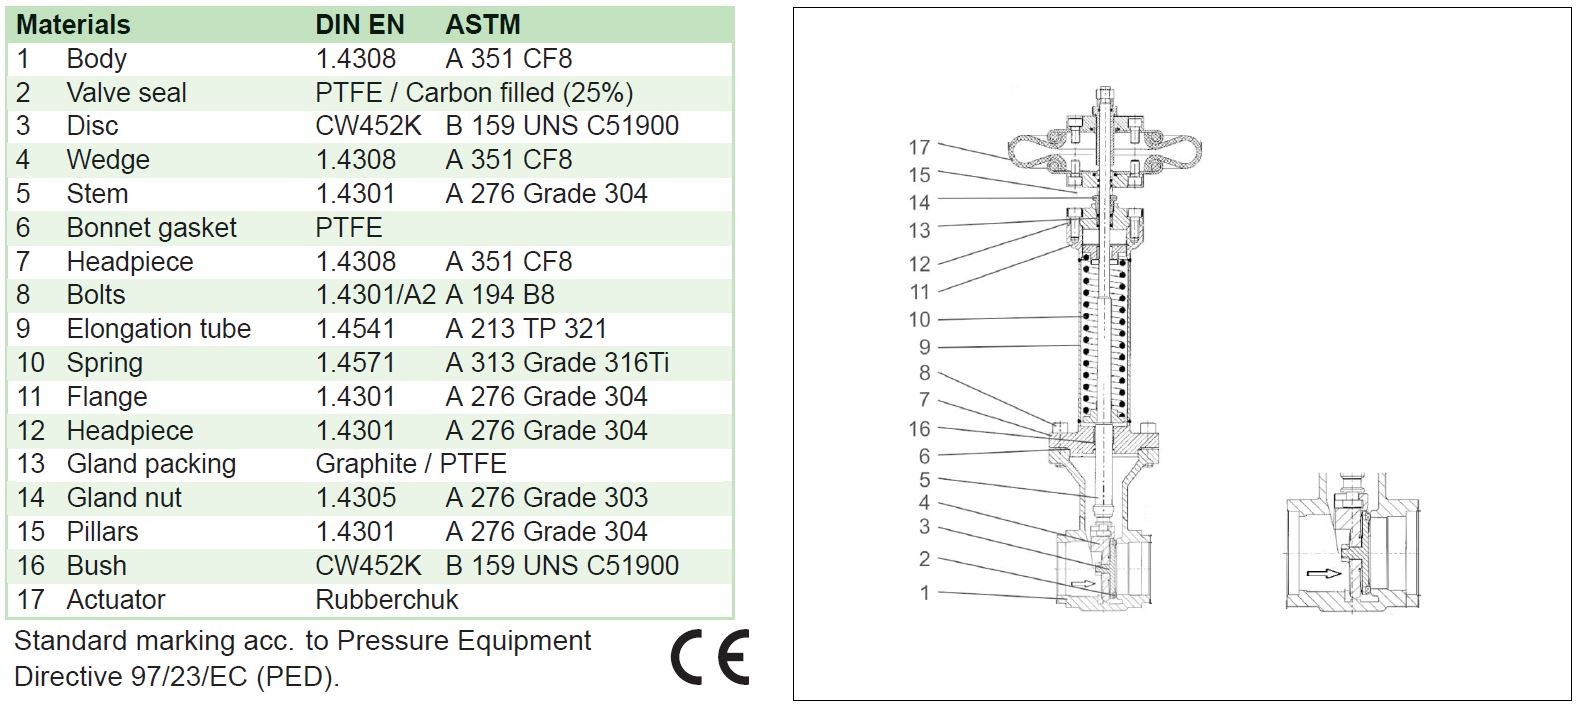 Materials DIN EN ASTM
1 Body 1.4308 A 351 CF8
2 Valve seal PTFE / Carbon filled (25%)
3 Disc CW452K B 159 UNS C51900
4 Wedge 1.4308 A 351 CF8
5 Stem 1.4301 A 276 Grade 304
6 Bonnet gasket PTFE
7 Headpiece 1.4308 A 351 CF8
8 Bolts 1.4301/A2 A 194 B8
9 Elongation tube 1.4541 A 213 TP 321
10 Spring 1.4571 A 313 Grade 316Ti
11 Flange 1.4301 A 276 Grade 304
12 Headpiece 1.4301 A 276 Grade 304
13 Gland packing Graphite / PTFE
14 Gland nut 1.4305 A 276 Grade 303
15 Pillars 1.4301 A 276 Grade 304
16 Bush CW452K B 159 UNS C51900
17 Actuator Rubberchuk
Standard marking acc. to Pressure Equipment
Directive 97/23/EC (PED).
CE
17
15
14
13
12
11
10
9
8
7
16
6
5
4
3
2
1